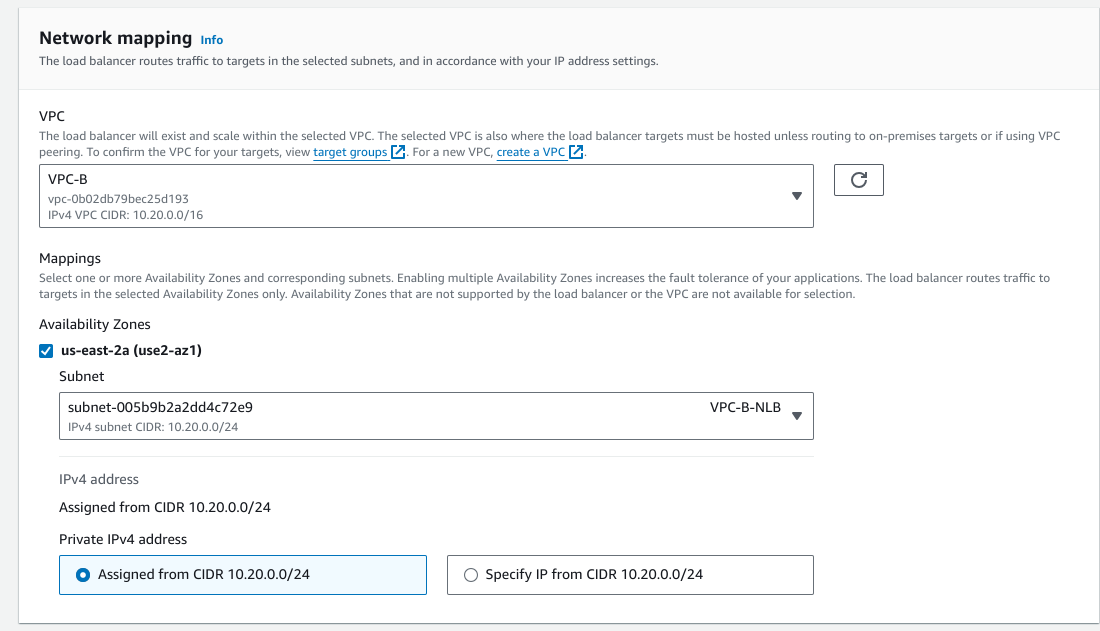 Network mapping Info
The load balancer routes traffic to targets in the selected subnets, and in accordance with your IP address settings.
VPC
The load balancer will exist and scale within the selected VPC. The selected VPC is also where the load balancer targets must be hosted unless routing to on-premises targets or if using VPC
peering. To confirm the VPC for your targets, view target groups. For a new VPC, create a VPC.
VPC-B
vpc-0b02db79bec25d193
IPv4 VPC CIDR: 10.20.0.0/16
Mappings
Select one or more Availability Zones and corresponding subnets. Enabling multiple Availability Zones increases the fault tolerance of your applications. The load balancer routes traffic to
targets in the selected Availability Zones only. Availability Zones that are not supported by the load balancer or the VPC are not available for selection.
Availability Zones
us-east-2a (use2-az1)
Subnet
subnet-005b9b2a2dd4c72e9 VPC-B-NLB
IPv4 subnet CIDR: 10.20.0.0/24
IPv4 address
Assigned from CIDR 10.20.0.0/24
Private IPv4 address
Assigned from CIDR 10.20.0.0/24 Specify IP from CIDR 10.20.0.0/24